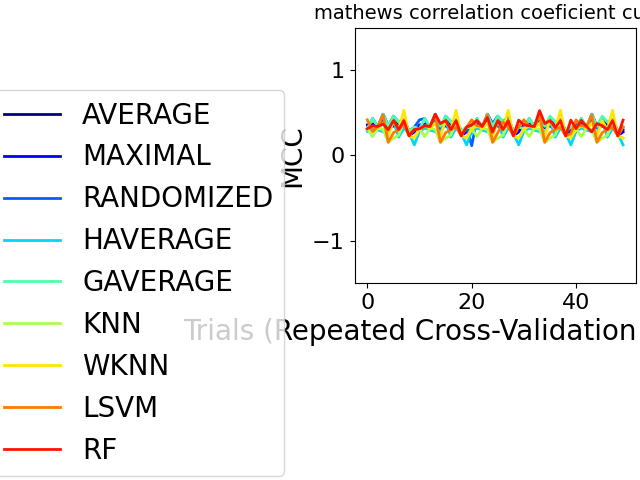 mathews correlation coeficient cu
AVERAGE
MAXIMAL
RANDOMIZED
HAVERAGE
GAVERAGE
KNN
WKNN
LSVM
RF
MCC
1
0
−1
0 20 40
Trials (Repeated Cross-Validation